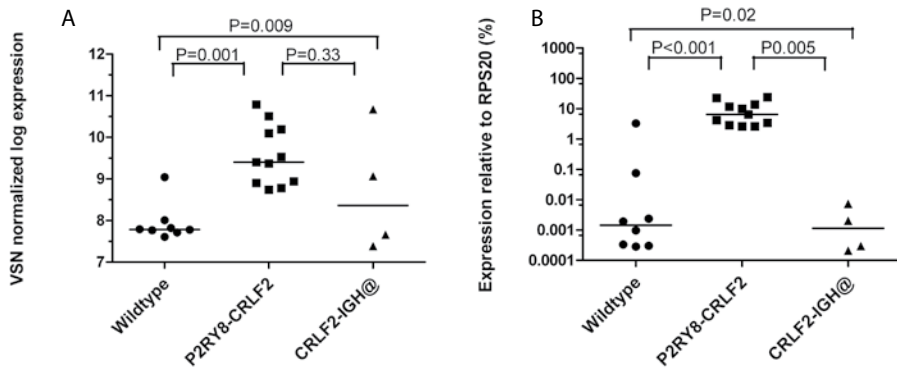 A
P=0.009
P=0.001
P=0.33
VSN normalized log expression
12
11
10
9
8
7
Wildtype
P2RY8-CRLF2
CRLF2-IGH@
B
P=0.02
P<0.001
P0.005
Expression relative to RPS20 (%)
1000
100
10
1
0.1
0.01
0.001
0.0001
Wildtype
P2RY8-CRLF2
CRLF2-IGH@